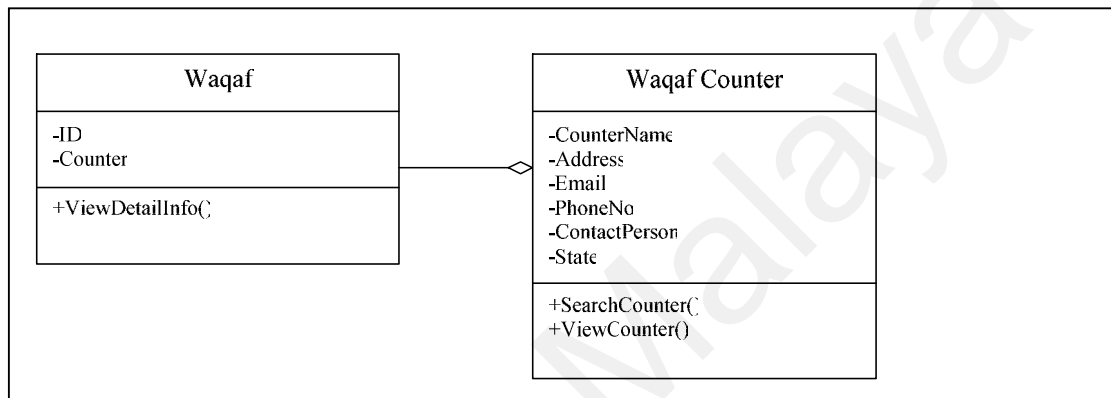 Waqaf
-ID
-Counter
+ViewDetailInfo()
Waqaf Counter
-CounterName
-Address
-Email
-PhoneNo
-ContactPerson
-State
+SearchCounter()
+ViewCounter()
Malaya